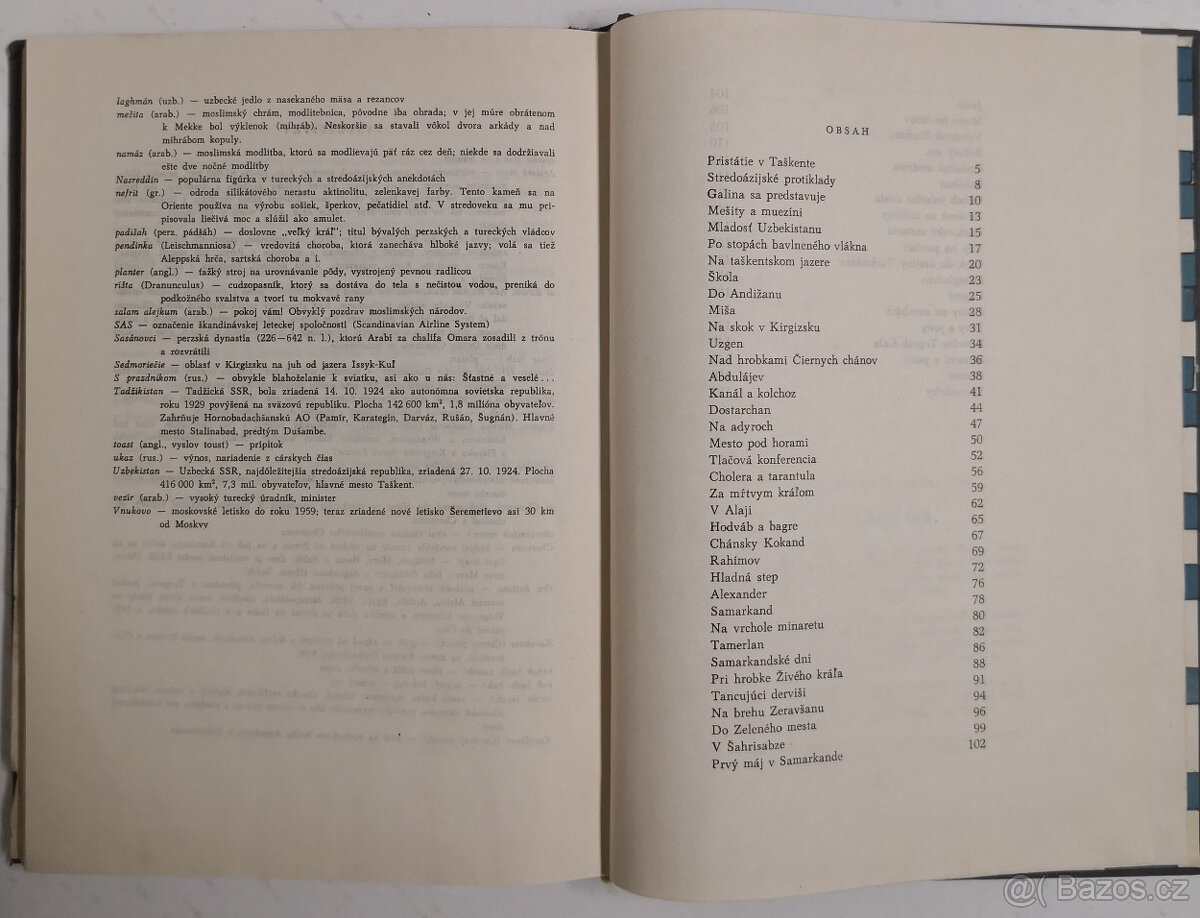 laghmán (uzb.) — uzbecké jedlo z nasekaného mäsa a rezancov
mešita (arab.) — moslimský chrám, modlitebnica, pôvodne iba ohrada; v jej múre obrátenom
k Mekke bol výklenok (mihráb). Neskoršie sa stavali vôkol dvora arkády a nad
mihrábom kopuly.
namáz (arab.) — moslimská modlitba, ktorú sa modlievajú päť ráz cez deň; niekde sa dodržiavali
ešte dve nočné modlitby
Nasreddin — populárna figúrka v tureckých a stredoázijských anekdotách
nefrit (gr.) — odroda silikátového nerastu aktinolitu, zelenkavej farby. Tento kameň sa na
Oriente používa na výrobu sošiek, šperkov, pečatidiel atď. V stredoveku sa mu pri-
pisovala liečivá moc a slúžil ako amulet.
padišah (perz. pádšáh) — doslovne „veľký kráľ"; titul bývalých perzských a tureckých vládcov
pendinka (Leischmanniosa) — vredovitá choroba, ktorá zanecháva hlboké jazvy; volá sa tiež
Aleppská hrča, sartská choroba a i.
planter (angl.) — ťažký stroj na urovnávanie pôdy, vystrojený pevnou radlicou
rišta (Dranunculus) — cudzopasník, ktorý sa dostáva do tela s nečistou vodou, preniká do
podkožného svalstva a tvorí tu mokvavé rany
salam alejkum (arab.) — pokoj vám! Obvyklý pozdrav moslimských národov.
SAS — označenie škandinávskej leteckej spoločnosti (Scandinavian Airline System)
Sasánovci — perzská dynastia (226—642 n. l.), ktorú Arabi za chalifa Omara zosadili z trónu
a rozvrátili
Sedmoriečie — oblasť v Kirgizsku na juh od jazera Issyk-Kuľ
S prazdnikom (rus.) — obvykle blahoželanie k sviatku, asi ako u nás: Šťastné a veselé...
Tadžikistan — Tadžická SSR, bola zriadená 14. 10. 1924 ako autonómna sovietska republika,
roku 1929 povýšená na sväzovú republiku. Plocha 142 600 km², 1,8 milióna obyvateľov.
Zahrňuje Hornobadachšanskú AO (Pamír, Karategin, Darváz, Rušán, Šugnán). Hlavné
mesto Stalinabad, predtým Dušambe.
toast (angl., vyslov toust) — prípitok
ukaz (rus.) — výnos, nariadenie z cárskych čias
Uzbekistan — Uzbecká SSR, najdôležitejšia stredoázijská republika, zriadená 27. 10. 1924. Plocha
416 000 km², 7,3 mil. obyvateľov, hlavné mesto Taškent.
vezír (arab.) — vysoký turecký úradník, minister
Vnukovo — moskovské letisko do roku 1959; teraz zriadené nové letisko Šeremetievo asi 30 km
od Moskvy
OBSAH
Pristátie v Taškente 5
Stredoázijské protiklady 8
Galina sa predstavuje 10
Mešity a muezíni 13
Mladosť Uzbekistanu 15
Po stopách bavlneného vlákna 17
Na taškentskom jazere 20
Škola 23
Do Andižanu 25
Miša 28
Na skok v Kirgizsku 31
Uzgen 34
Nad hrobkami Čiernych chánov 36
Abdulájev 38
Kanál a kolchoz 41
Dostarchan 44
Na adyroch 47
Mesto pod horami 50
Tlačová konferencia 52
Cholera a tarantula 56
Za mŕtvym kráľom 59
V Alaji 62
Hodváb a bagre 65
Chánsky Kokand 67
Rahímov 69
Hladná step 72
Alexander 76
Samarkand 78
Na vrchole minaretu 80
Tamerlan 82
Samarkandské dni 86
Pri hrobke Živého kráľa 88
Tancujúci derviši 91
Na brehu Zeravšanu 94
Do Zeleného mesta 96
V Šahrisabze 99
Prvý máj v Samarkande 102
@( Bazos.cz